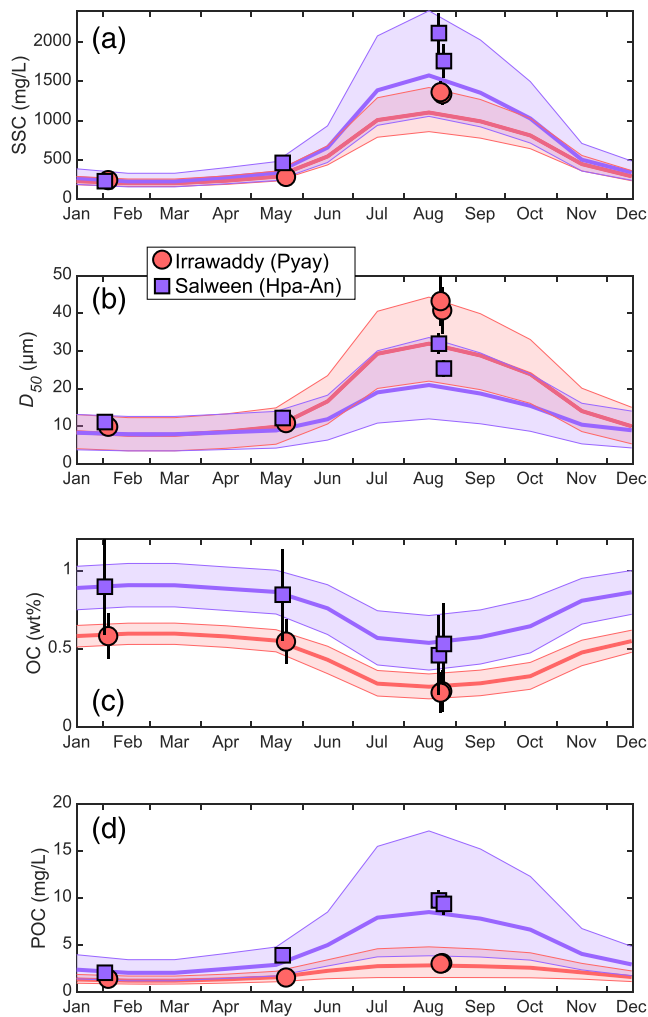 (a)
SSC (mg/L)
2000
1500
1000
500
0
Jan Feb Mar Apr May Jun Jul Aug Sep Oct Nov Dec
Irrawaddy (Pyay)
Salween (Hpa-An)
(b)
D50 (µm)
50
40
30
20
10
0
Jan Feb Mar Apr May Jun Jul Aug Sep Oct Nov Dec
OC (wt%)
1
0.5
0
(c)
Jan Feb Mar Apr May Jun Jul Aug Sep Oct Nov Dec
(d)
POC (mg/L)
20
15
10
5
0
Jan Feb Mar Apr May Jun Jul Aug Sep Oct Nov Dec